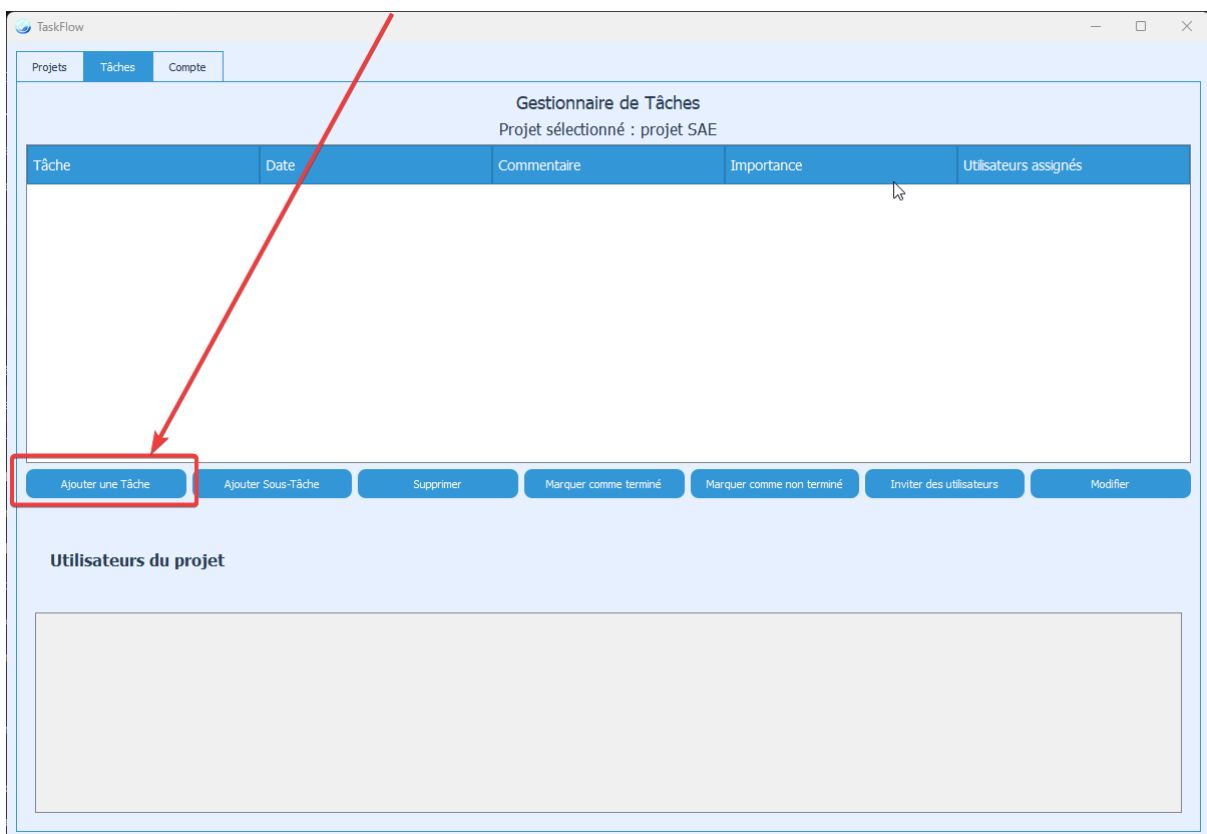 TaskFlow
Projets Tâches Compte
Gestionnaire de Tâches
Projet sélectionné : projet SAE
Tâche Date Commentaire Importance Utilisateurs assignés
Ajouter une Tâche Ajouter Sous-Tâche Supprimer Marquer comme terminé Marquer comme non terminé Inviter des utilisateurs Modifier
Utilisateurs du projet